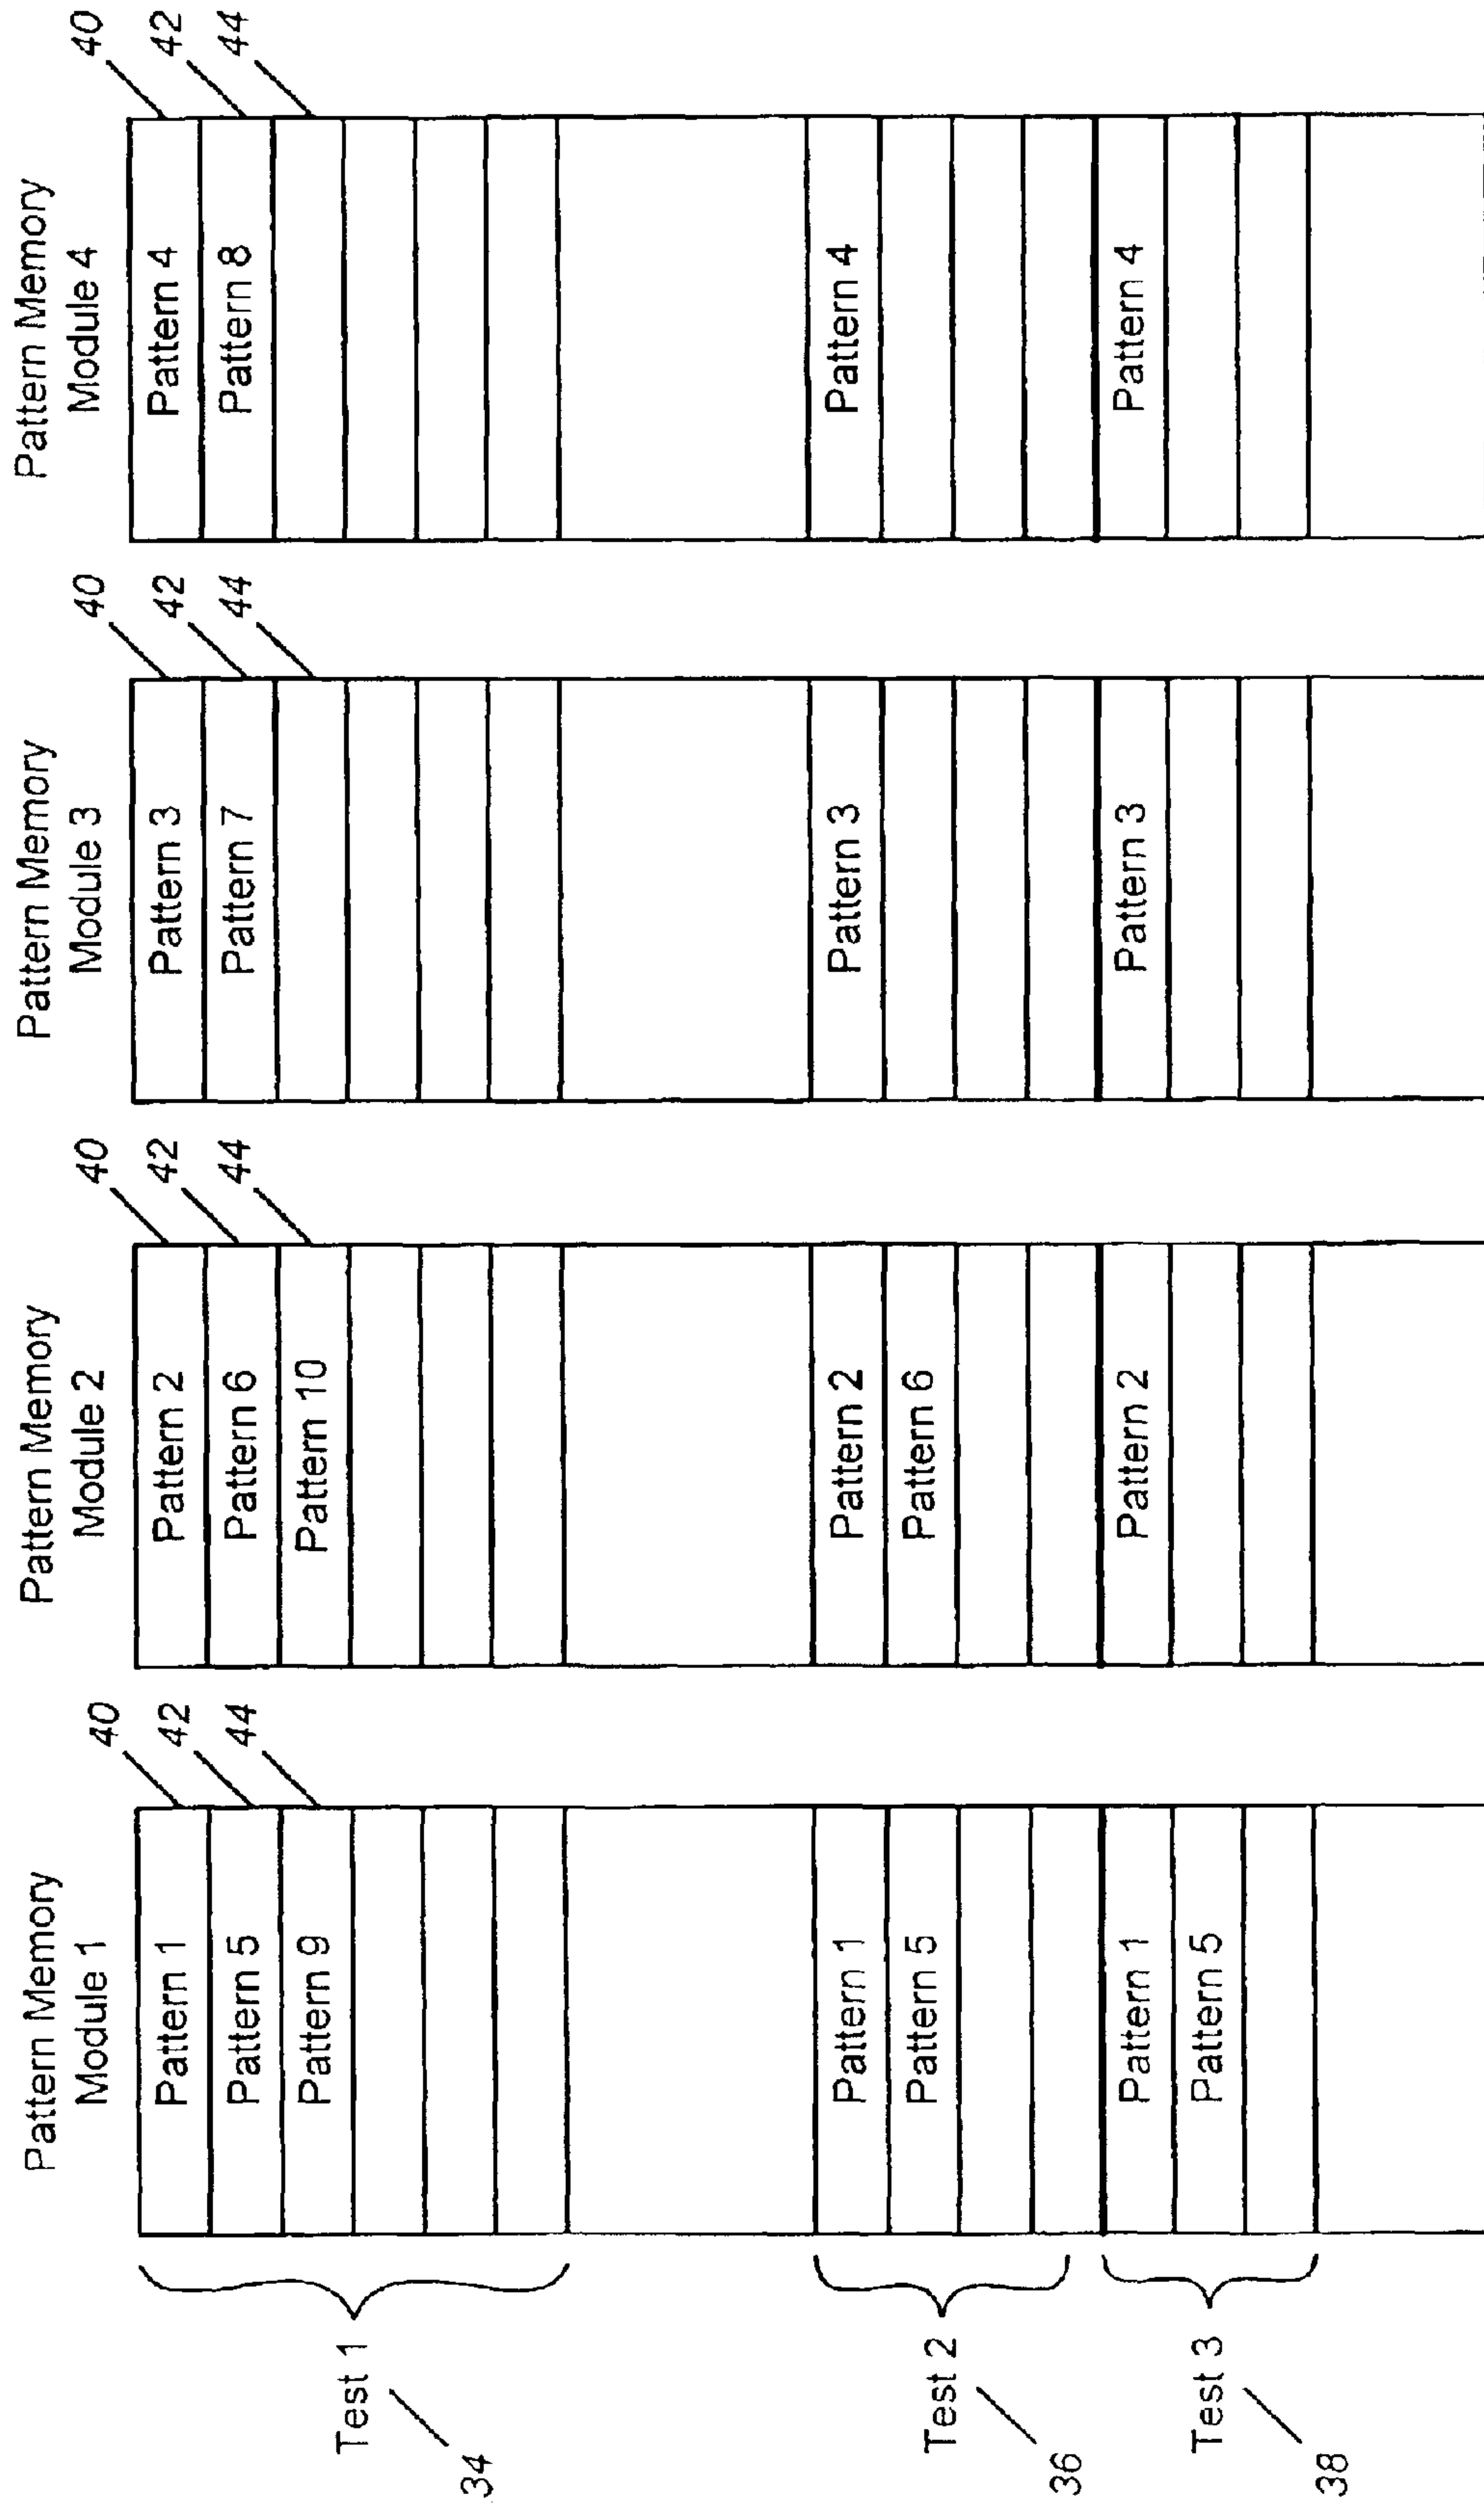 Pattern Memory
Module 1
Pattern Memory
Module 2
Pattern Memory
Module 3
Pattern Memory
Module 4
40
40
40
40
42
42
42
42
44
44
44
44
Test 1
34
Pattern 1
Pattern 2
Pattern 3
Pattern 4
Pattern 5
Pattern 6
Pattern 7
Pattern 8
Pattern 9
Pattern 10
Test 2
36
Pattern 1
Pattern 2
Pattern 3
Pattern 4
Pattern 5
Pattern 6
Test 3
38
Pattern 1
Pattern 2
Pattern 3
Pattern 4
Pattern 5